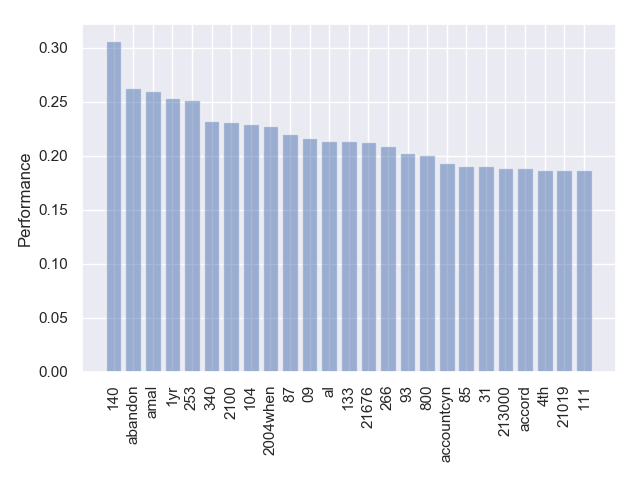 0.30
0.25
0.20
0.15
0.10
0.05
0.00
Performance
140
abandon
amal
1yr
253
340
2100
104
2004when
87
09
al
133
21676
266
93
800
accountcyn
85
31
213000
accord
4th
21019
111